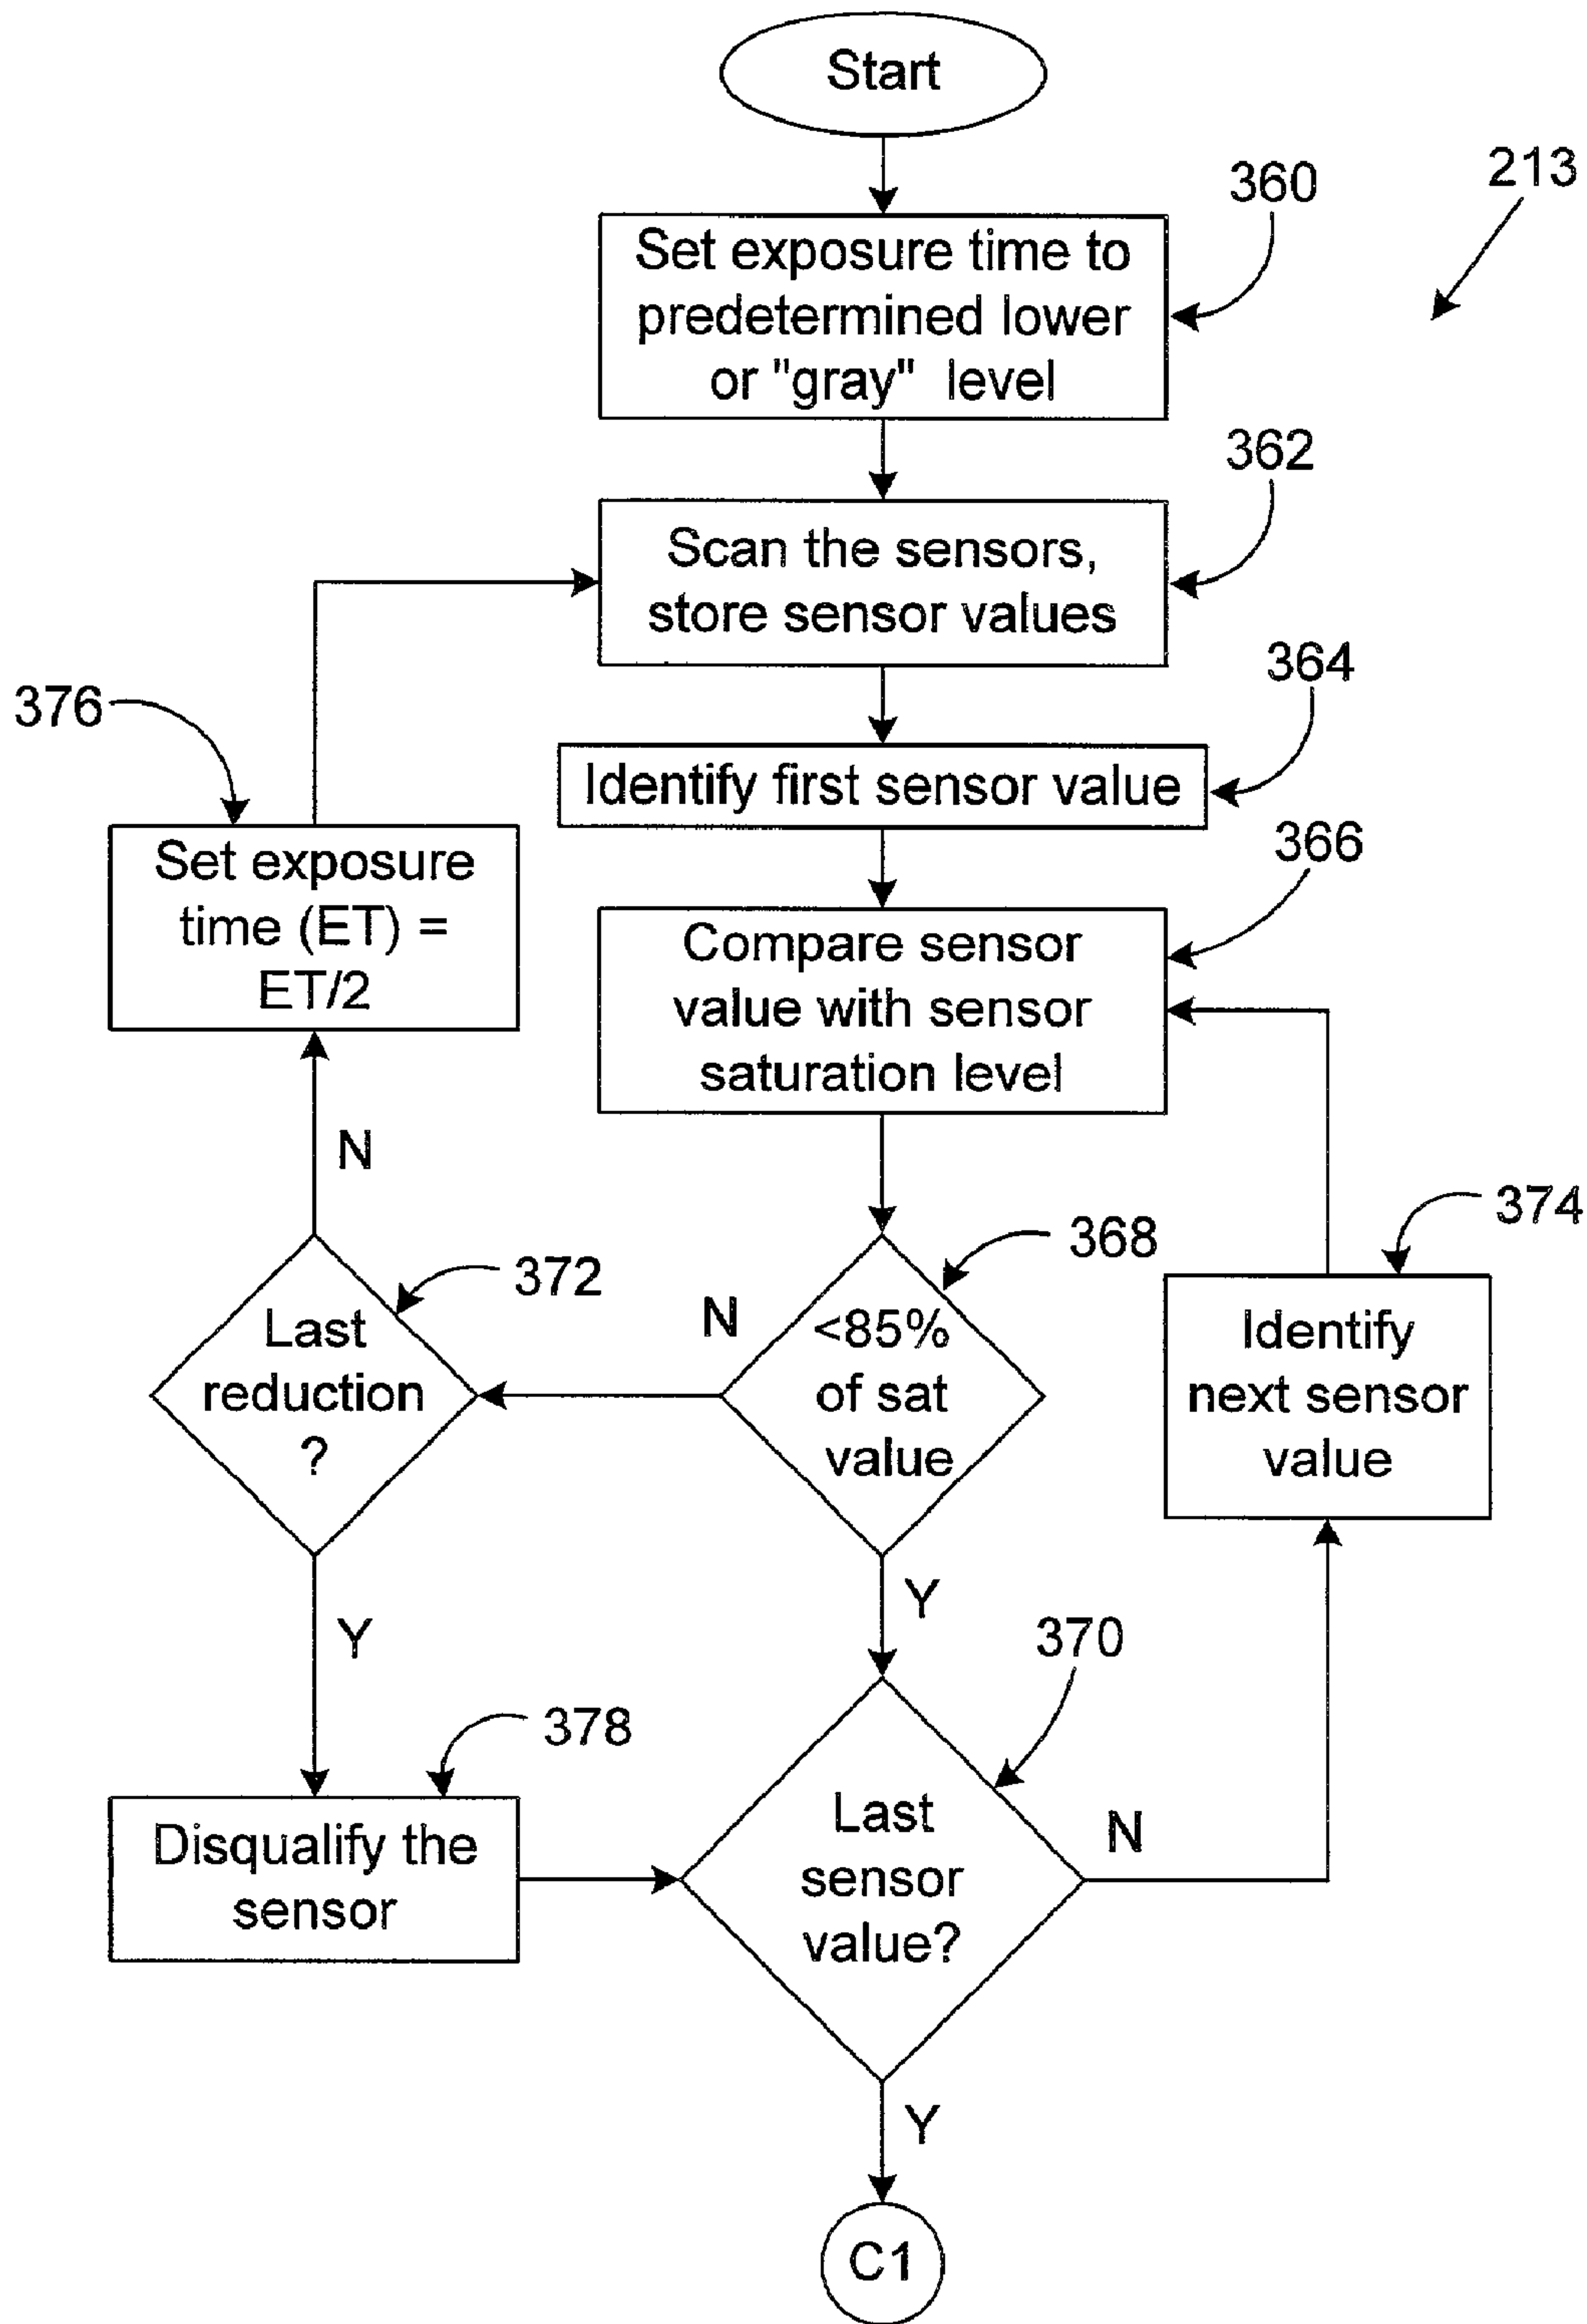 Start
213
360
Set exposure time to
predetermined lower
or "gray" level
362
Scan the sensors,
store sensor values
364
376
Identify first sensor value
366
Set exposure
time (ET) =
ET/2
Compare sensor
value with sensor
saturation level
N
374
368
372
N
Last
reduction
?
<85%
of sat
value
Identify
next sensor
value
Y
Y
370
378
Disqualify the
sensor
Last
sensor
value?
N
Y
C1